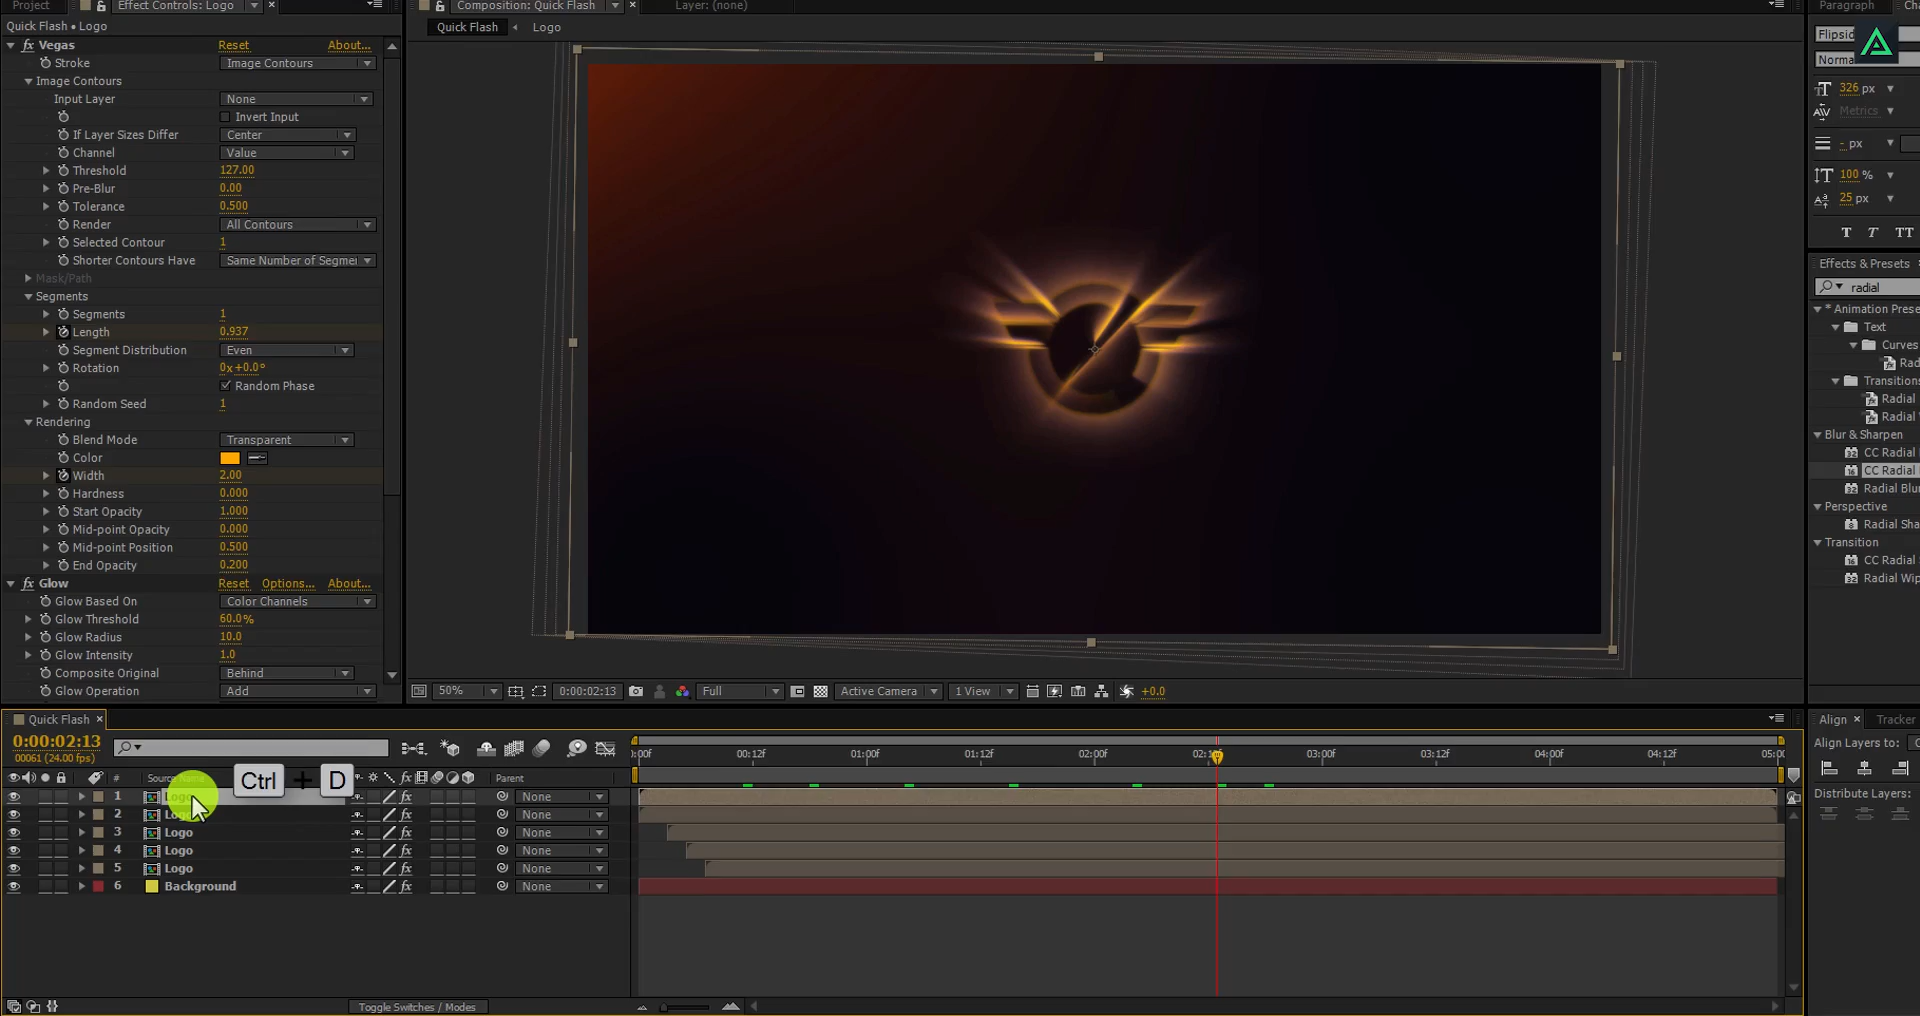 Project
Effect Controls: Logo
Composition: Quick Flash
Layer: (none)
Paragraph
Quick Flash • Logo
Quick Flash
Logo
Vegas Reset About...
Stroke Image Contours
Image Contours
Input Layer None
Invert Input
If Layer Sizes Differ Center
Channel Value
Threshold 127.00
Pre-Blur 0.00
Tolerance 0.500
Render All Contours
Selected Contour 1
Shorter Contours Have Same Number of Segme
Mask/Path
Segments
Segments 1
Length 0.937
Segment Distribution Even
Rotation 0x+0.0°
Random Phase
Random Seed 1
Rendering
Blend Mode Transparent
Color
Width 2.00
Hardness 0.000
Start Opacity 1.000
Mid-point Opacity 0.000
Mid-point Position 0.500
End Opacity 0.200
Glow Reset Options... About...
Glow Based On Color Channels
Glow Threshold 60.0%
Glow Radius 10.0
Glow Intensity 1.0
Composite Original Behind
Glow Operation Add
50%
0:00:02:13
Full
Active Camera
1 View
+0.0
Flipsid
Norma
326 px
Metrics
- px
100 %
25 px
T T TT
Effects & Presets
radial
* Animation Prese
Text
Curves
Rad
Transitions
Radial
Radial
Blur & Sharpen
CC Radial
CC Radial
Radial Blu
Perspective
Radial Sha
Transition
CC Radial
Radial Wip
Quick Flash
0:00:02:13
00061 (24.00 fps)
# Source Name Parent
Ctrl + D
:00f 00:12f 01:00f 01:12f 02:00f 03:00f 03:12f 04:00f 04:12f 05:00
1 Logo None
2 Logo None
3 Logo None
4 Logo None
5 Logo None
6 Background None
Toggle Switches / Modes
Align
Tracker
Align Layers to:
Distribute Layers: